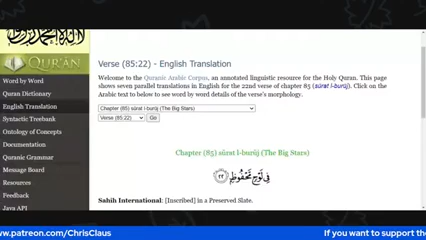 QUR'ĀN
Word by Word
Quran Dictionary
English Translation
Syntactic Treebank
Ontology of Concepts
Documentation
Quranic Grammar
Message Board
Resources
Feedback
Java API
Verse (85:22) - English Translation
Welcome to the Quranic Arabic Corpus, an annotated linguistic resource for the Holy Quran. This page
shows seven parallel translations in English for the 22nd verse of chapter 85 (sūrat l-burūj). Click on the
Arabic text to below to see word by word details of the verse's morphology.
Chapter (85) sūrat l-burūj (The Big Stars)
Verse (85:22) Go
Chapter (85) sūrat l-burūj (The Big Stars)
فِي لَوْحٍ مَّحْفُوظٍ ﴿٢٢﴾
Sahih International: [Inscribed] in a Preserved Slate.
www.patreon.com/ChrisClaus If you want to support the